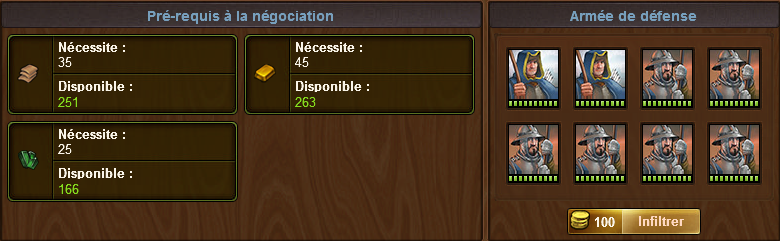 Pré-requis à la négociation
Nécessite :
35
Disponible :
251
Nécessite :
45
Disponible :
263
Nécessite :
25
Disponible :
166
Armée de défense
100 Infiltrer